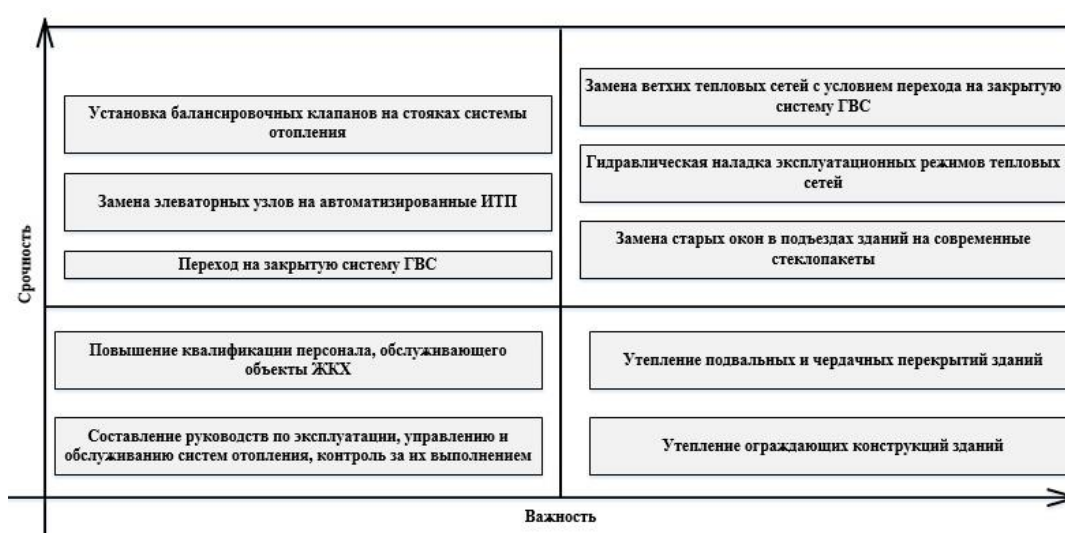 Срочность
Установка балансировочных клапанов на стояках системы
отопления
Замена элеваторных узлов на автоматизированные ИТП
Переход на закрытую систему ГВС
Замена ветхих тепловых сетей с условием перехода на закрытую
систему ГВС
Гидравлическая наладка эксплуатационных режимов тепловых
сетей
Замена старых окон в подъездах зданий на современные
стеклопакеты
Повышение квалификации персонала, обслуживающего
объекты ЖКХ
Составление руководств по эксплуатации, управлению и
обслуживанию систем отопления, контроль за их выполнением
Утепление подвальных и чердачных перекрытий зданий
Утепление ограждающих конструкций зданий
Важность